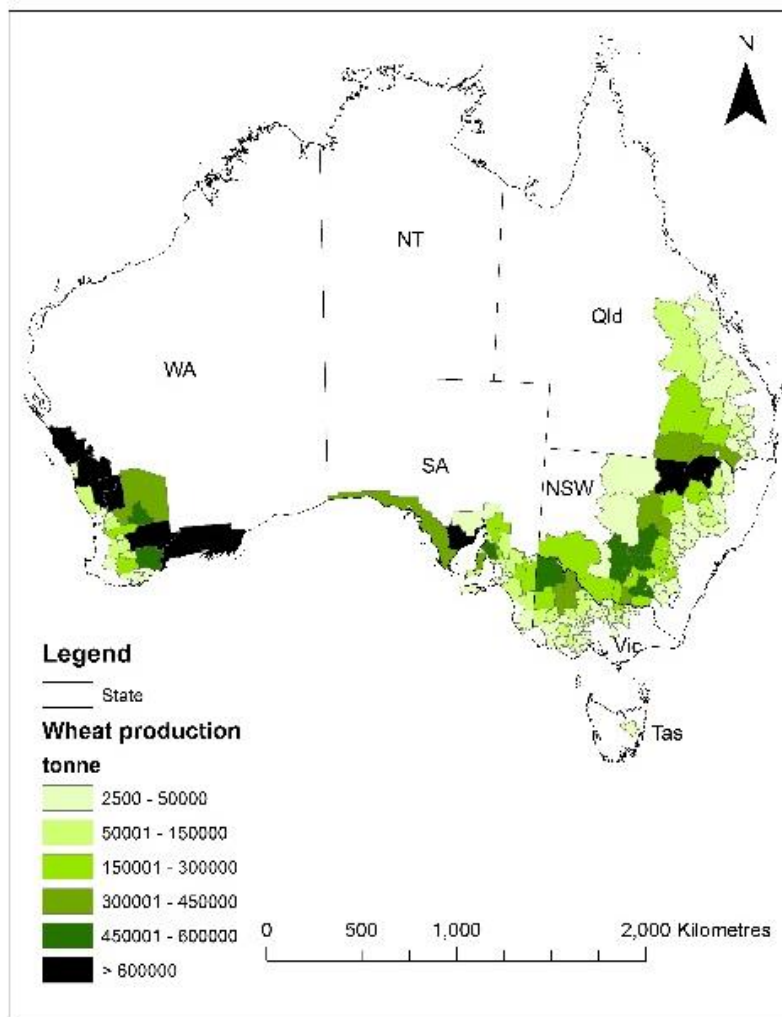 N
NT
Qld
WA
SA
NSW
Vic
Tas
Legend
State
Wheat production
tonne
2500 - 50000
50001 - 150000
150001 - 300000
300001 - 450000
450001 - 600000
> 600000
0 500 1,000 2,000 Kilometres